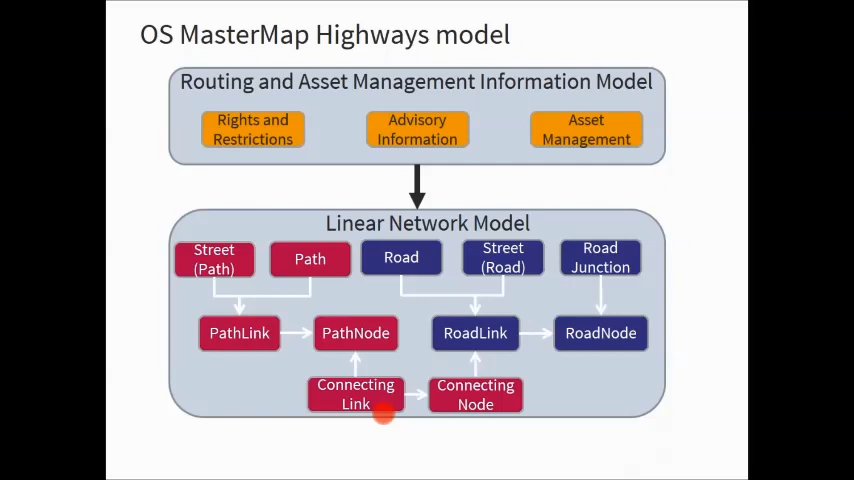 OS MasterMap Highways model
Routing and Asset Management Information Model
Rights and
Restrictions
Advisory
Information
Asset
Management
Linear Network Model
Street
(Path)
Path
Road
Street
(Road)
Road
Junction
PathLink
PathNode
RoadLink
RoadNode
Connecting
Link
Connecting
Node